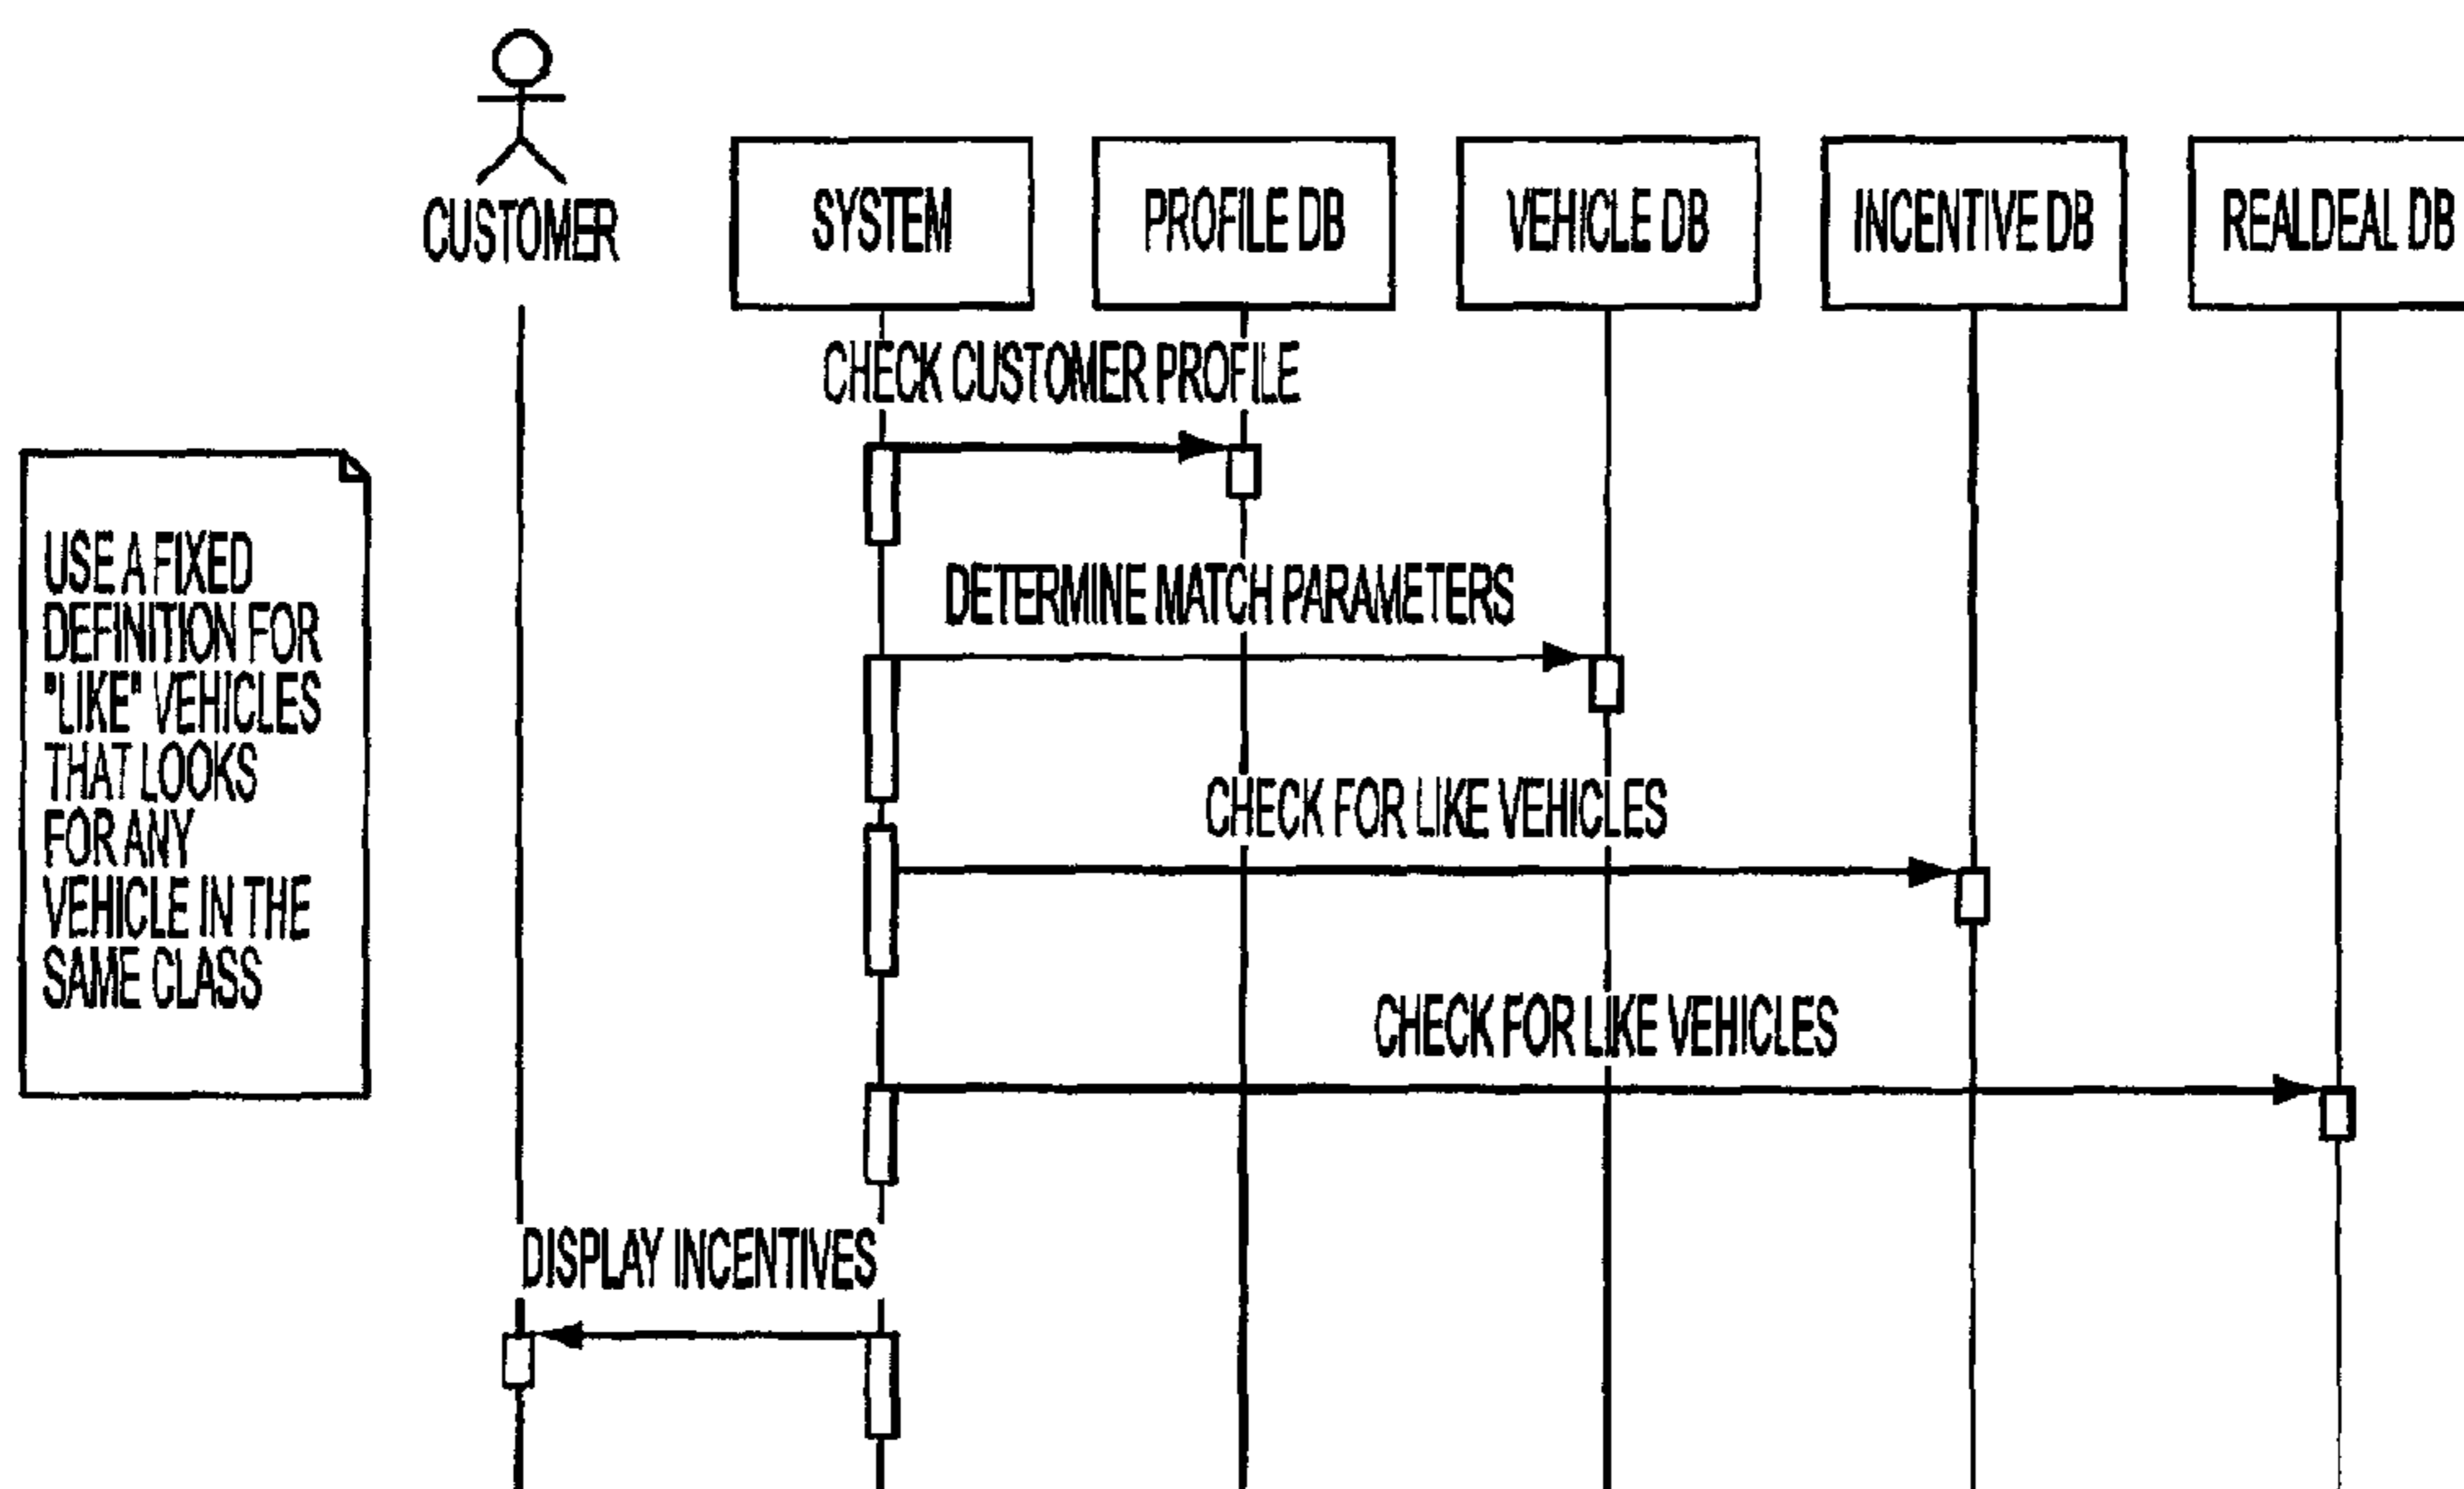 CUSTOMER
SYSTEM
PROFILE DB
VEHICLE DB
INCENTIVE DB
REALDEAL DB
CHECK CUSTOMER PROFILE
USE A FIXED
DEFINITION FOR
"LIKE" VEHICLES
THAT LOOKS
FOR ANY
VEHICLE IN THE
SAME CLASS
DETERMINE MATCH PARAMETERS
CHECK FOR LIKE VEHICLES
CHECK FOR LIKE VEHICLES
DISPLAY INCENTIVES